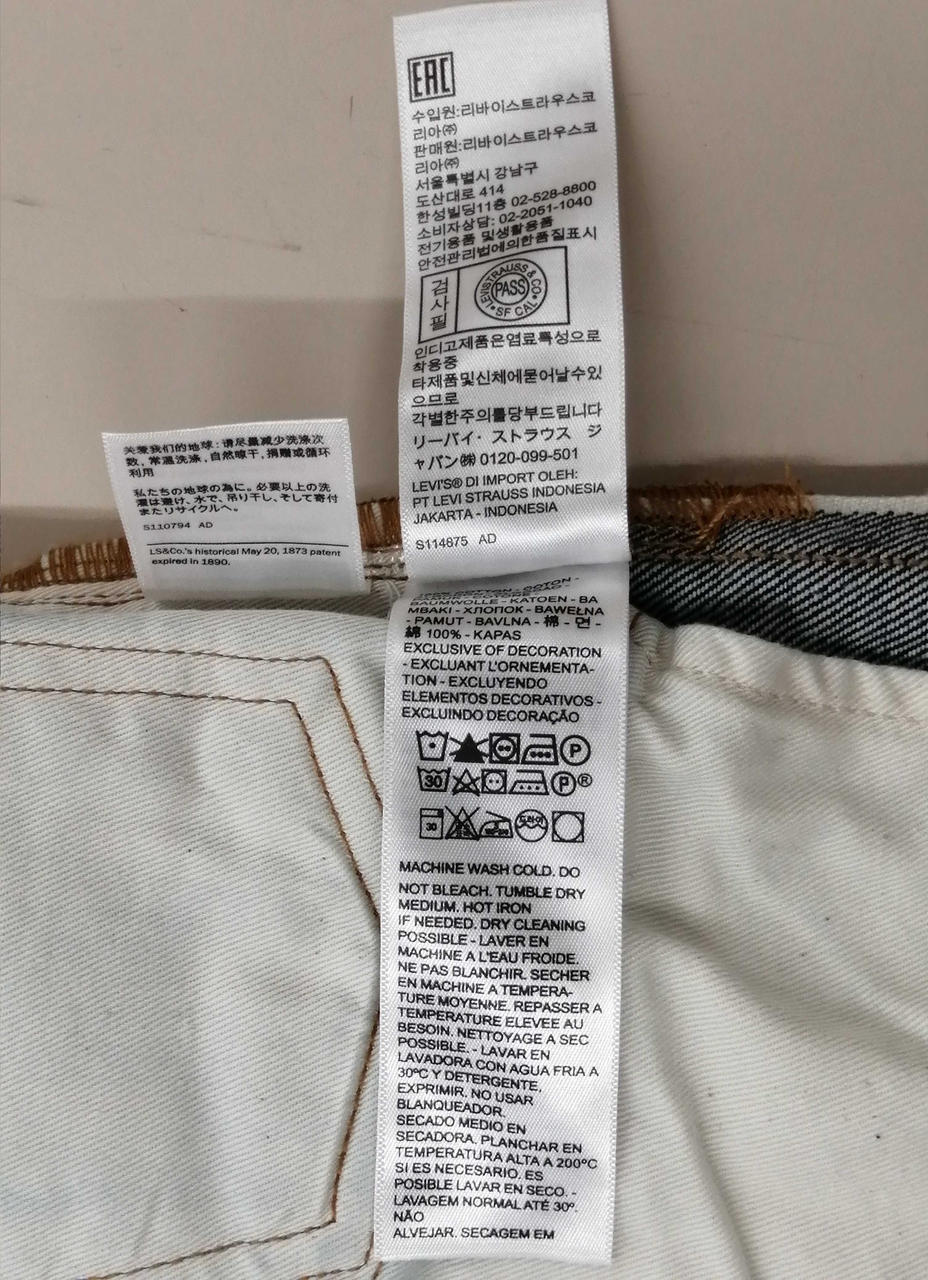 EAC
수입원:리바이스트라우스코
리아㈜
판매원:리바이스트라우스코
리아㈜
서울특별시 강남구
도산대로 414
한성빌딩11층 02-528-8800
소비자상담: 02-2051-1040
전기용품 및생활용품
안전관리법에의한품질표시
검사필
LEVISTRAUSS & CO
PASS
SF CAL
인디고제품은염료특성으로
착용중
타제품및신체에묻어날수있
으므로
각별한주의를당부드립니다
リーバイ・ストラウス ジ
ャパン㈱ 0120-099-501
LEVI'S® DI IMPORT OLEH:
PT LEVI STRAUSS INDONESIA
JAKARTA - INDONESIA
S114875 AD
关爱我们的地球:请尽量减少洗涤次
数,常温洗涤,自然晾干,捐赠或循环
利用
私たちの地球の為に。必要以上の洗
濯は避け、水で、吊り干し、そして寄付
またリサイクルへ。
S110794 AD
LS&Co.'s historical May 20, 1873 patent
expired in 1890.
BAUMWOLLE - KATOEN - BA
MBAKI - ХЛОПОК - BAWEŁNA
- PAMUT - BAVLNA - 棉 - 면 -
綿 100% - KAPAS
EXCLUSIVE OF DECORATION
- EXCLUANT L'ORNEMENTA-
TION - EXCLUYENDO
ELEMENTOS DECORATIVOS -
EXCLUINDO DECORAÇÃO
P
30 P®
30 드라이
MACHINE WASH COLD. DO
NOT BLEACH. TUMBLE DRY
MEDIUM. HOT IRON
IF NEEDED. DRY CLEANING
POSSIBLE - LAVER EN
MACHINE A L'EAU FROIDE.
NE PAS BLANCHIR. SECHER
EN MACHINE A TEMPERA-
TURE MOYENNE. REPASSER A
TEMPERATURE ELEVEE AU
BESOIN. NETTOYAGE A SEC
POSSIBLE. - LAVAR EN
LAVADORA CON AGUA FRIA A
30ºC Y DETERGENTE.
EXPRIMIR. NO USAR
BLANQUEADOR.
SECADO MEDIO EN
SECADORA. PLANCHAR EN
TEMPERATURA ALTA A 200ºC
SI ES NECESARIO. ES
POSIBLE LAVAR EN SECO. -
LAVAGEM NORMAL ATÉ 30º.
NÃO
ALVEJAR. SECAGEM EM